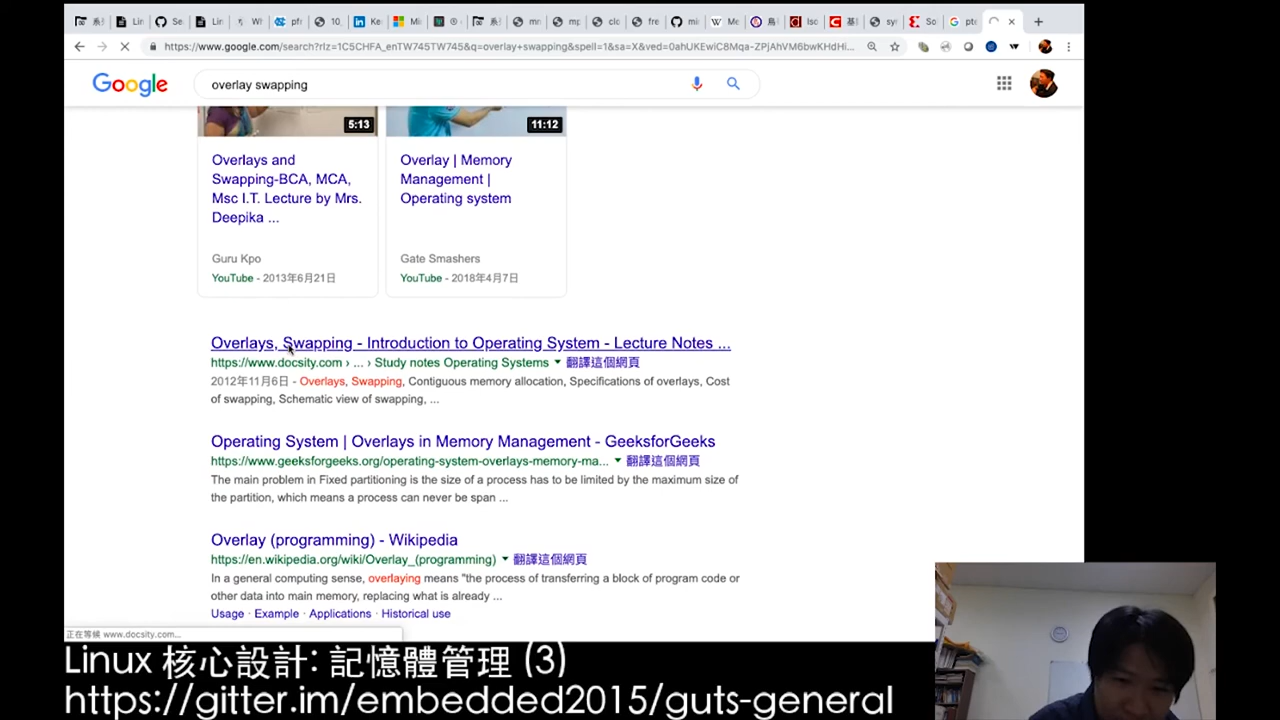 https://www.google.com/search?rlz=1C5CHFA_enTW745TW745&q=overlay+swapping&spell=1&sa=X&ved=0ahUKEwiC8Mqa-ZPjAhVM6bwKHdHi...
Google
overlay swapping
5:13
11:12
Overlays and
Swapping-BCA, MCA,
Msc I.T. Lecture by Mrs.
Deepika ...
Guru Kpo
YouTube - 2013年6月21日
Overlay | Memory
Management |
Operating system
Gate Smashers
YouTube - 2018年4月7日
Overlays, Swapping - Introduction to Operating System - Lecture Notes ...
https://www.docsity.com › ... › Study notes Operating Systems 翻譯這個網頁
2012年11月6日 - Overlays, Swapping, Contiguous memory allocation, Specifications of overlays, Cost
of swapping, Schematic view of swapping, ...
Operating System | Overlays in Memory Management - GeeksforGeeks
https://www.geeksforgeeks.org/operating-system-overlays-memory-ma... 翻譯這個網頁
The main problem in Fixed partitioning is the size of a process has to be limited by the maximum size of
the partition, which means a process can never be span ...
Overlay (programming) - Wikipedia
https://en.wikipedia.org/wiki/Overlay_(programming) 翻譯這個網頁
In a general computing sense, overlaying means "the process of transferring a block of program code or
other data into main memory, replacing what is already ...
Usage · Example · Applications · Historical use
正在等候 www.docsity.com...
Linux 核心設計: 記憶體管理 (3)
https://gitter.im/embedded2015/guts-general